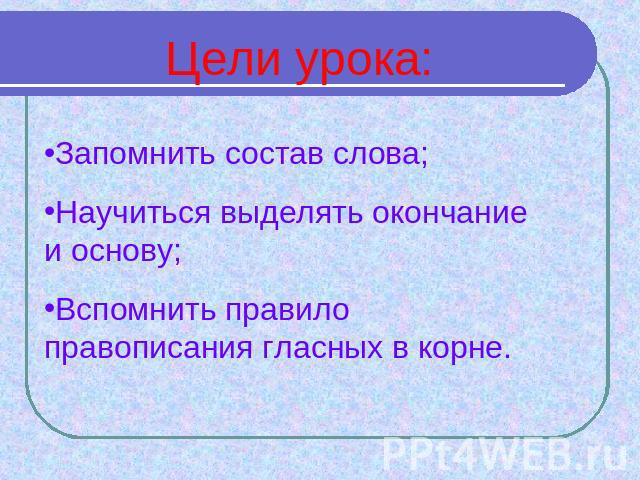 Цели урока:
•Запомнить состав слова;
•Научиться выделять окончание
и основу;
•Вспомнить правило
правописания гласных в корне.
PPt4WEB.ru